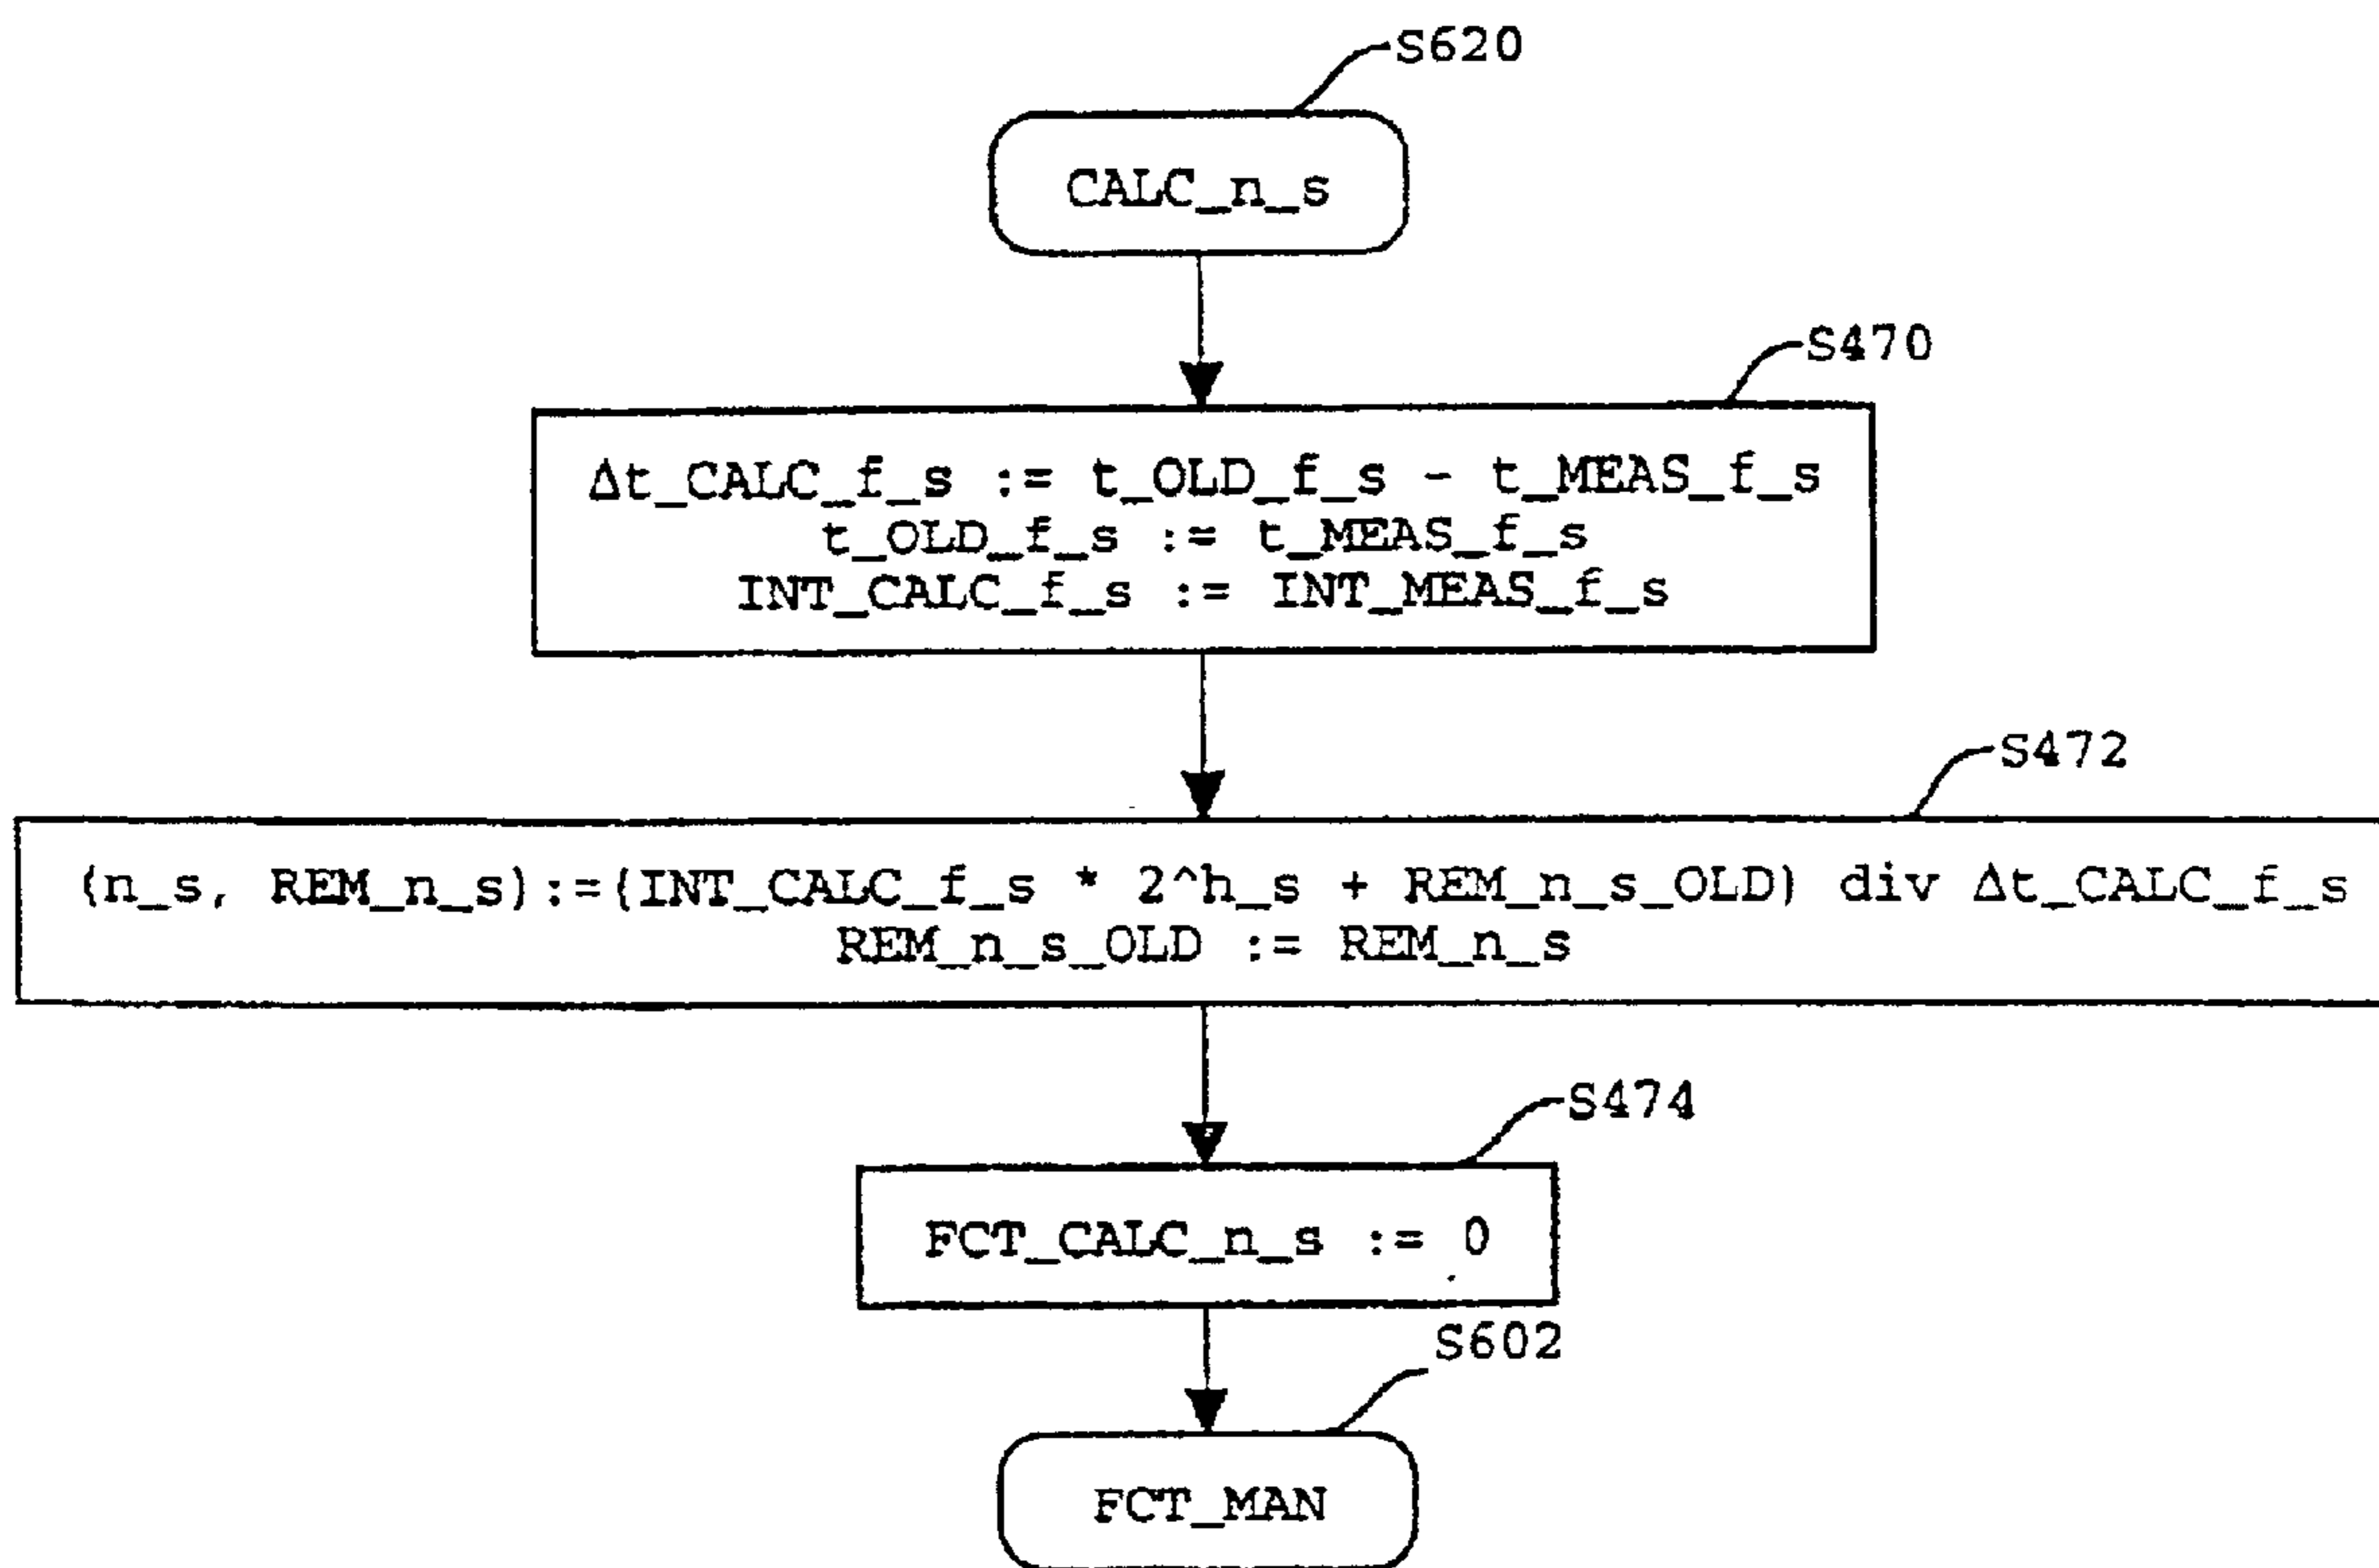 S620
CALC_n_s
S470
Δt_CALC_f_s := t_OLD_f_s - t_MEAS_f_s
t_OLD_f_s := t_MEAS_f_s
INT_CALC_f_s := INT_MEAS_f_s
S472
(n_s, REM_n_s):=(INT_CALC_f_s * 2^h_s + REM_n_s_OLD) div Δt_CALC_f_s
REM_n_s_OLD := REM_n_s
S474
FCT_CALC_n_s := 0
S602
FCT_MAN